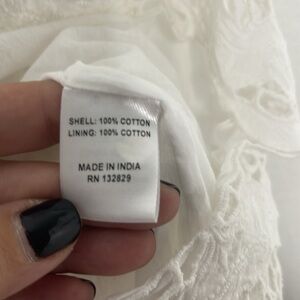 SHELL: 100% COTTON
LINING: 100% COTTON
MADE IN INDIA
RN 132829